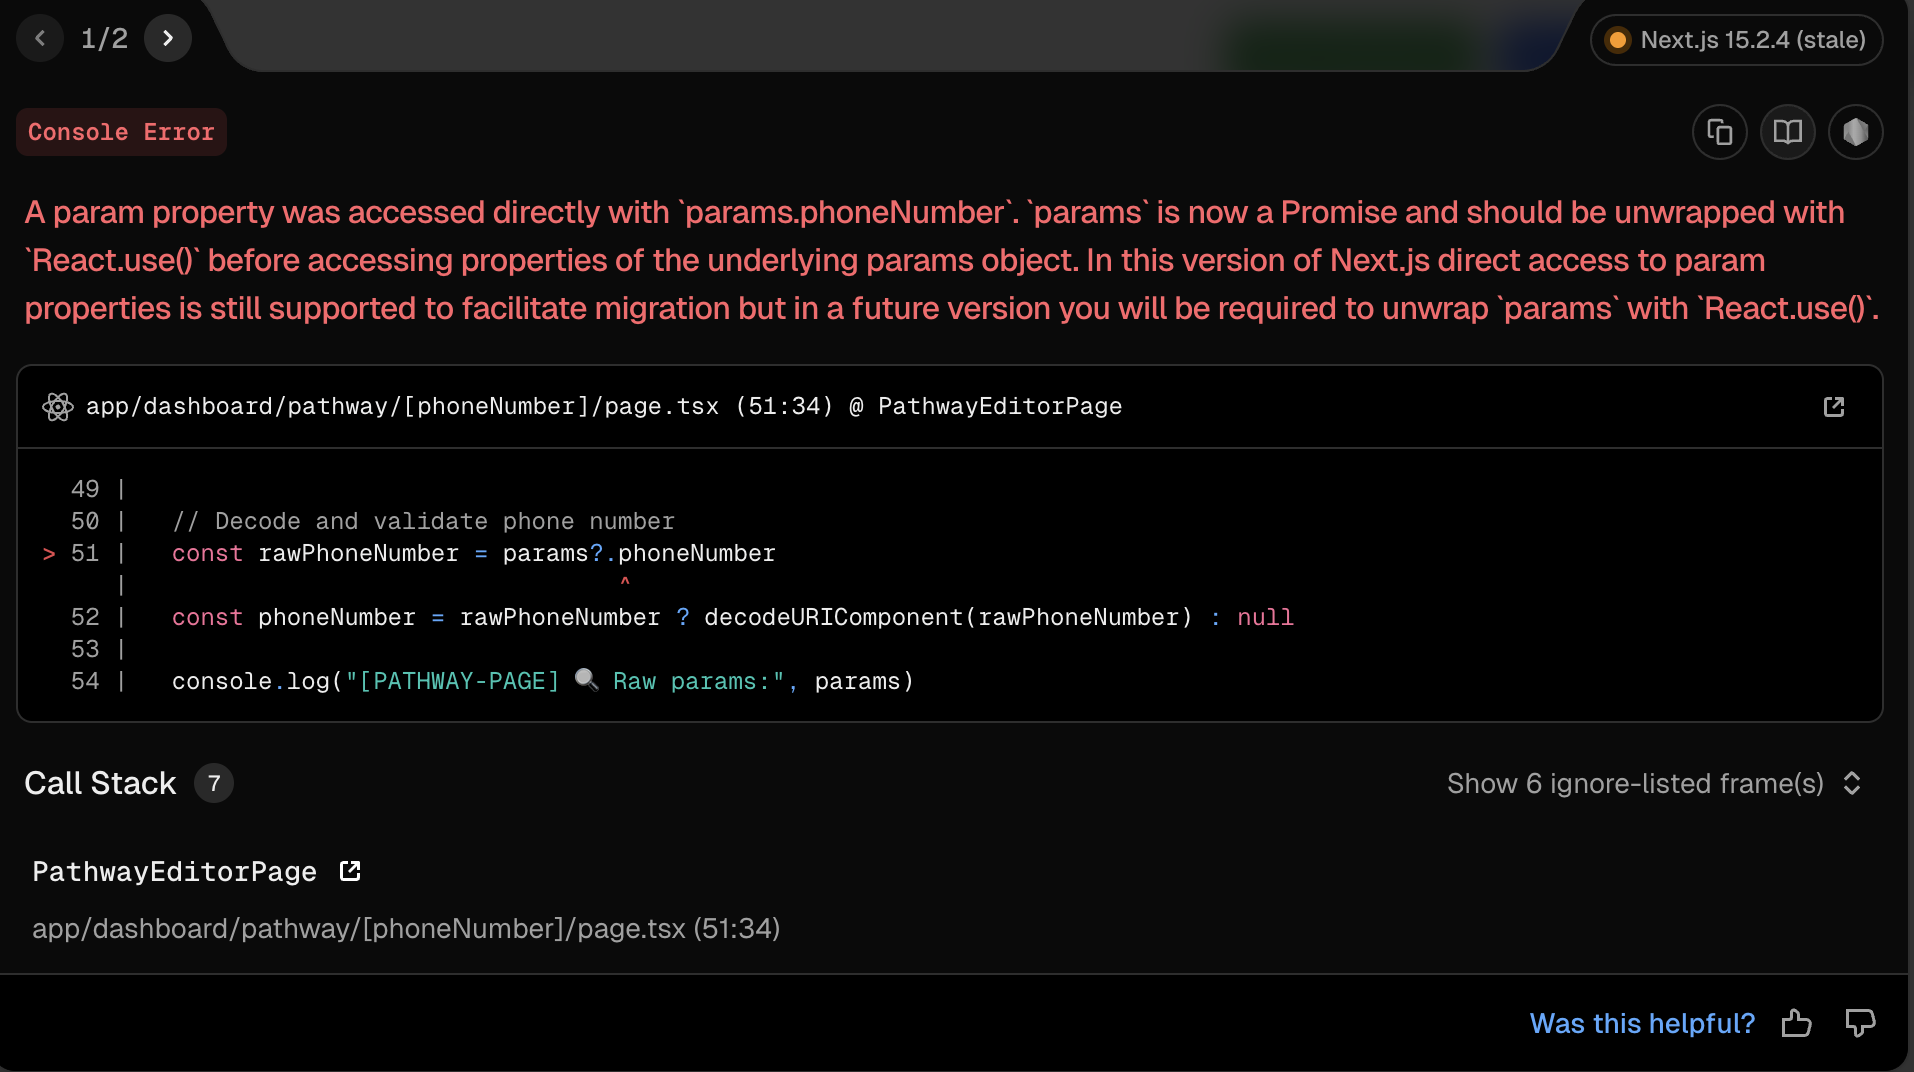 1/2
Next.js 15.2.4 (stale)
Console Error
A param property was accessed directly with `params.phoneNumber`. `params` is now a Promise and should be unwrapped with
`React.use()` before accessing properties of the underlying params object. In this version of Next.js direct access to param
properties is still supported to facilitate migration but in a future version you will be required to unwrap `params` with `React.use()`.
app/dashboard/pathway/[phoneNumber]/page.tsx (51:34) @ PathwayEditorPage
49 |
50 |   // Decode and validate phone number
> 51 |   const rawPhoneNumber = params?.phoneNumber
|                                  ^
52 |   const phoneNumber = rawPhoneNumber ? decodeURIComponent(rawPhoneNumber) : null
53 |
54 |   console.log("[PATHWAY-PAGE] 🔍 Raw params:", params)
Call Stack 7
Show 6 ignore-listed frame(s)
PathwayEditorPage
app/dashboard/pathway/[phoneNumber]/page.tsx (51:34)
Was this helpful?